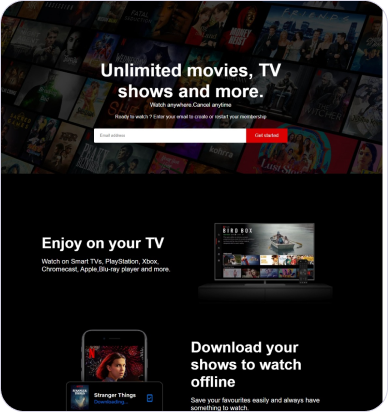 Unlimited movies, TV
shows and more.
Watch anywhere.Cancel anytime
Ready to watch ? Enter your email to create or restart your membership
Email address
Get started
Enjoy on your TV
Watch on Smart TVs, PlayStation, Xbox,
Chromecast, Apple,Blu-ray player and more.
BIRD BOX
Download your
shows to watch
offline
Stranger Things
Downloading...
Save your favourites easily and always have
something to watch.